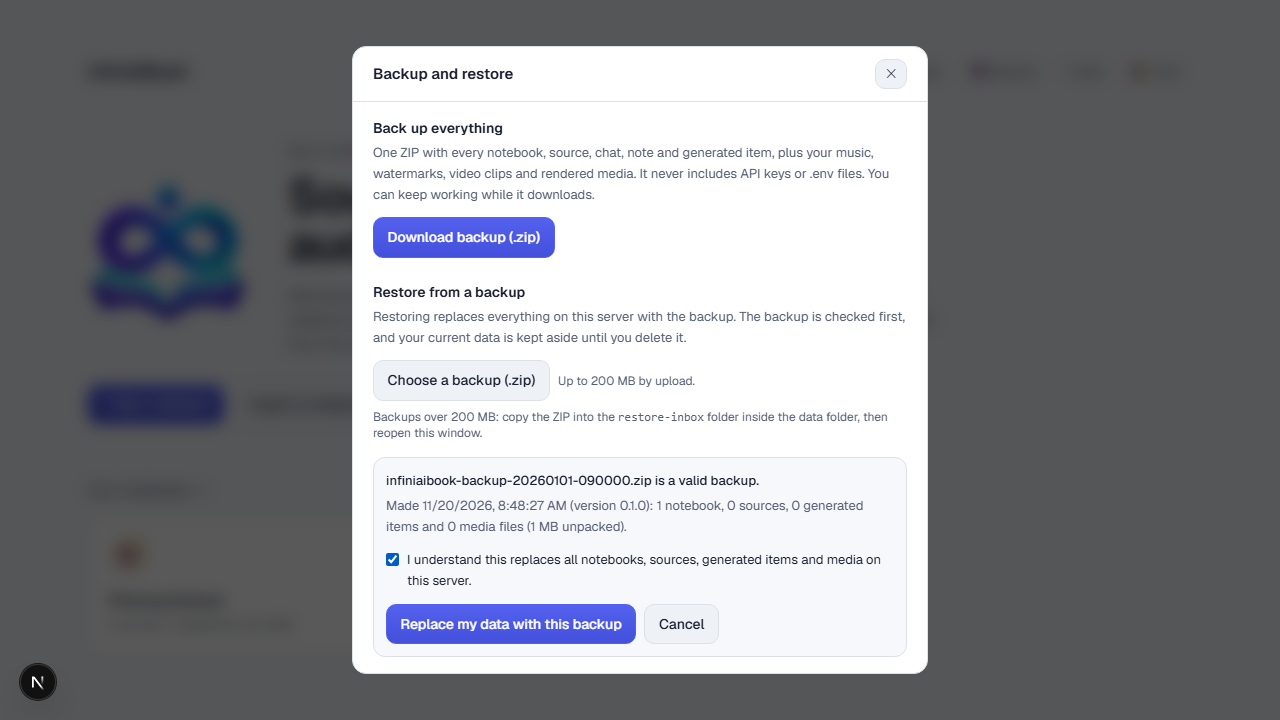 Backup and restore
Back up everything
One ZIP with every notebook, source, chat, note and generated item, plus your music,
watermarks, video clips and rendered media. It never includes API keys or .env files. You
can keep working while it downloads.
Download backup (.zip)
Restore from a backup
Restoring replaces everything on this server with the backup. The backup is checked first,
and your current data is kept aside until you delete it.
Choose a backup (.zip) Up to 200 MB by upload.
Backups over 200 MB: copy the ZIP into the restore-inbox folder inside the data folder, then
reopen this window.
infiniaibook-backup-20260101-090000.zip is a valid backup.
Made 11/20/2026, 8:48:27 AM (version 0.1.0): 1 notebook, 0 sources, 0 generated
items and 0 media files (1 MB unpacked).
I understand this replaces all notebooks, sources, generated items and media on
this server.
Replace my data with this backup Cancel
N